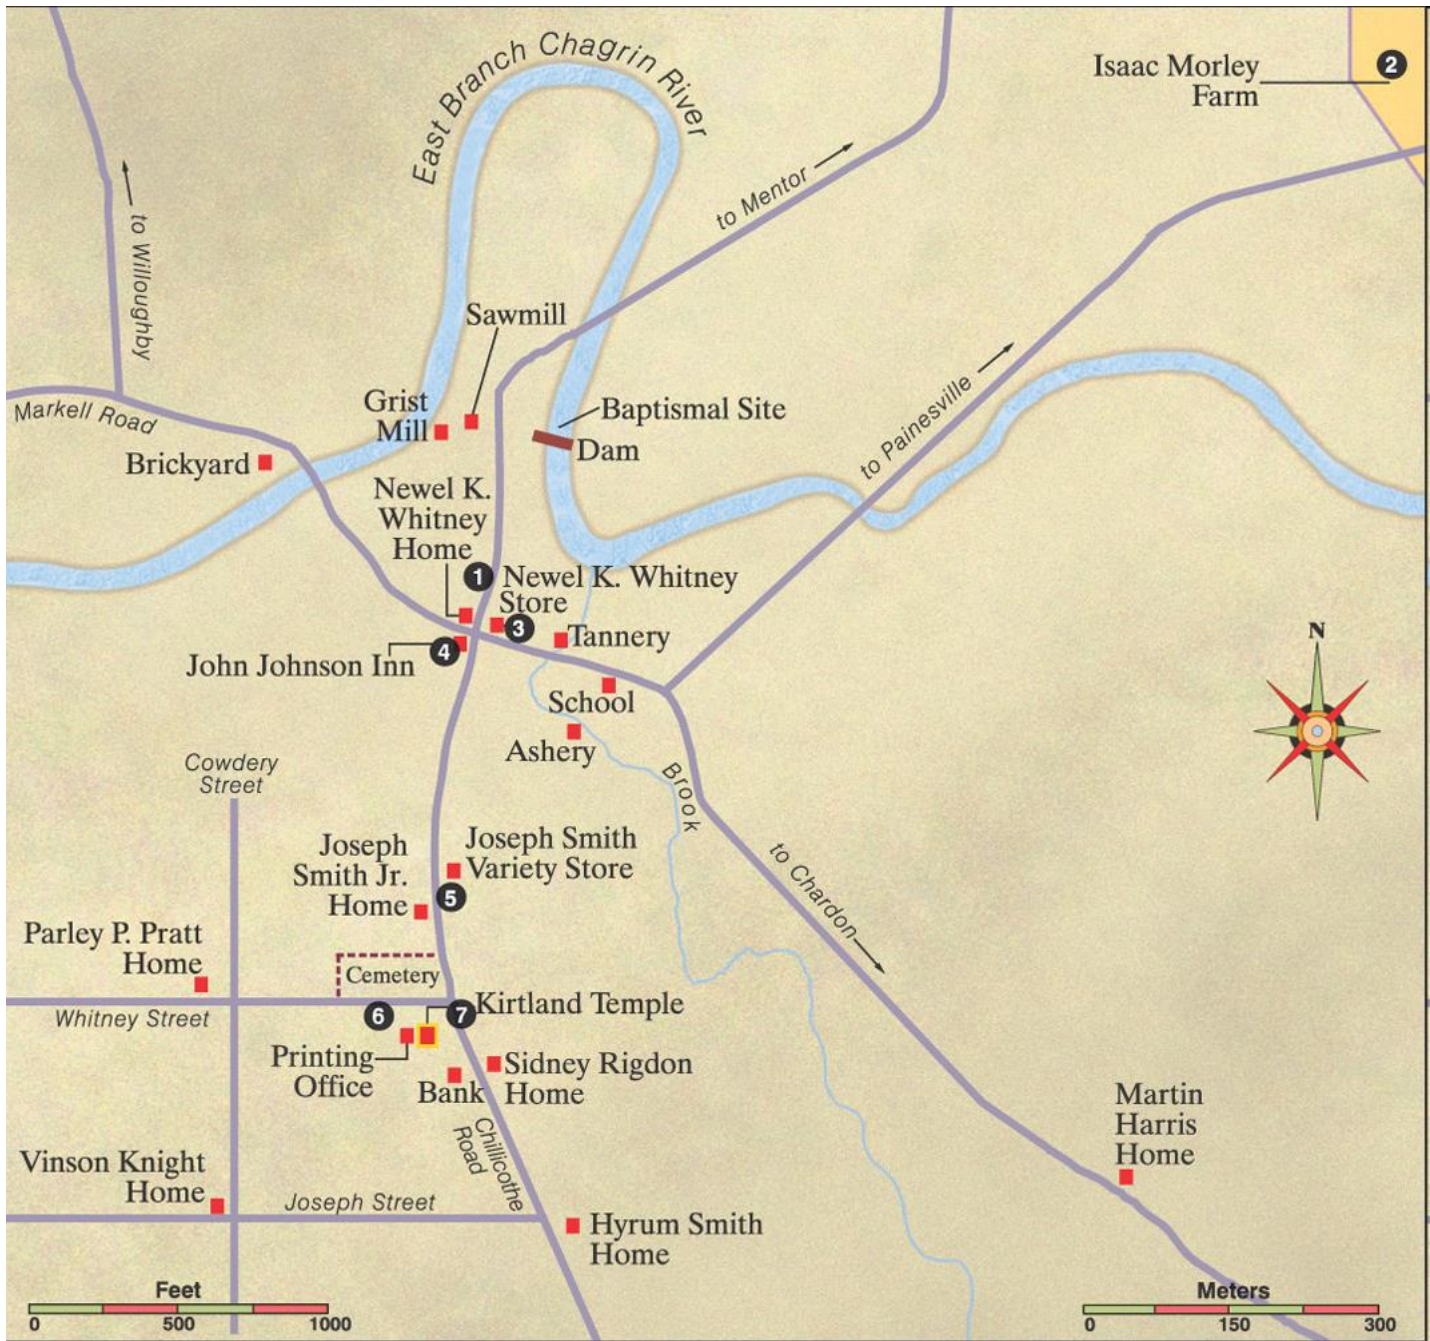 East Branch Chagrin River
Isaac Morley
Farm
2
to Mentor
to Willoughby
Sawmill
Grist
Mill
Baptismal Site
Dam
Markell Road
to Painesville
Brickyard
Newel K.
Whitney
Home
1
Newel K. Whitney
Store
3
Tannery
4
John Johnson Inn
N
School
Ashery
Cowdery
Street
Brook
Joseph
Smith Jr.
Home
Joseph Smith
Variety Store
5
to Chardon
Parley P. Pratt
Home
Cemetery
Whitney Street
6
7
Kirtland Temple
Printing
Office
Bank
Sidney Rigdon
Home
Martin
Harris
Home
Chillicothe
Road
Vinson Knight
Home
Joseph Street
Hyrum Smith
Home
Feet
0 500 1000
Meters
0 150 300